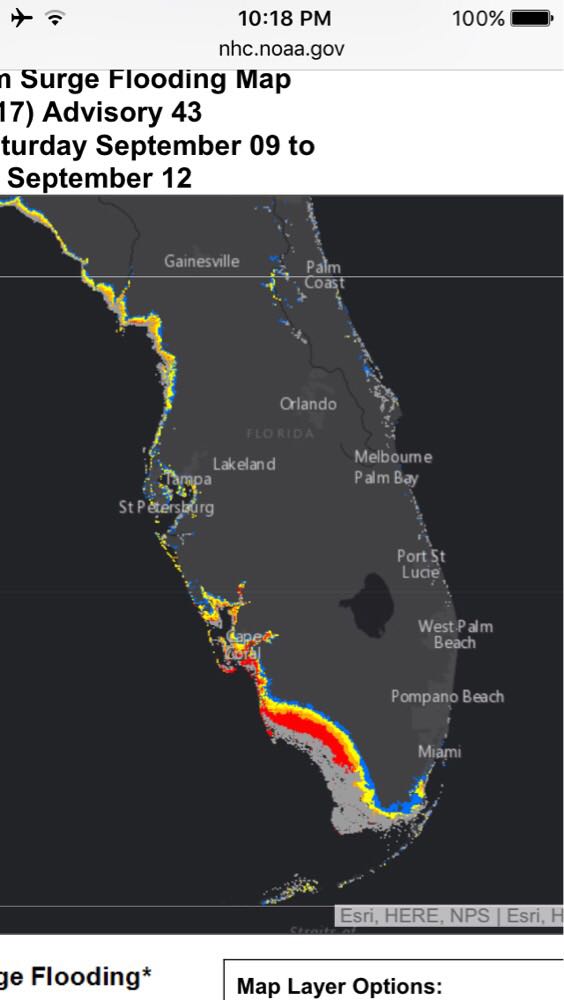 10:18 PM
100%
nhc.noaa.gov
m Surge Flooding Map
17) Advisory 43
turday September 09 to
September 12
Gainesville
Palm
Coast
Orlando
FLORIDA
Lakeland
Melbourne
Tampa
Palm Bay
St Petersburg
Port St
Lucie
West Palm
Beach
Cape
Coral
Pompano Beach
Miami
Esri, HERE, NPS | Esri, H
Straits of
ge Flooding*
Map Layer Options: